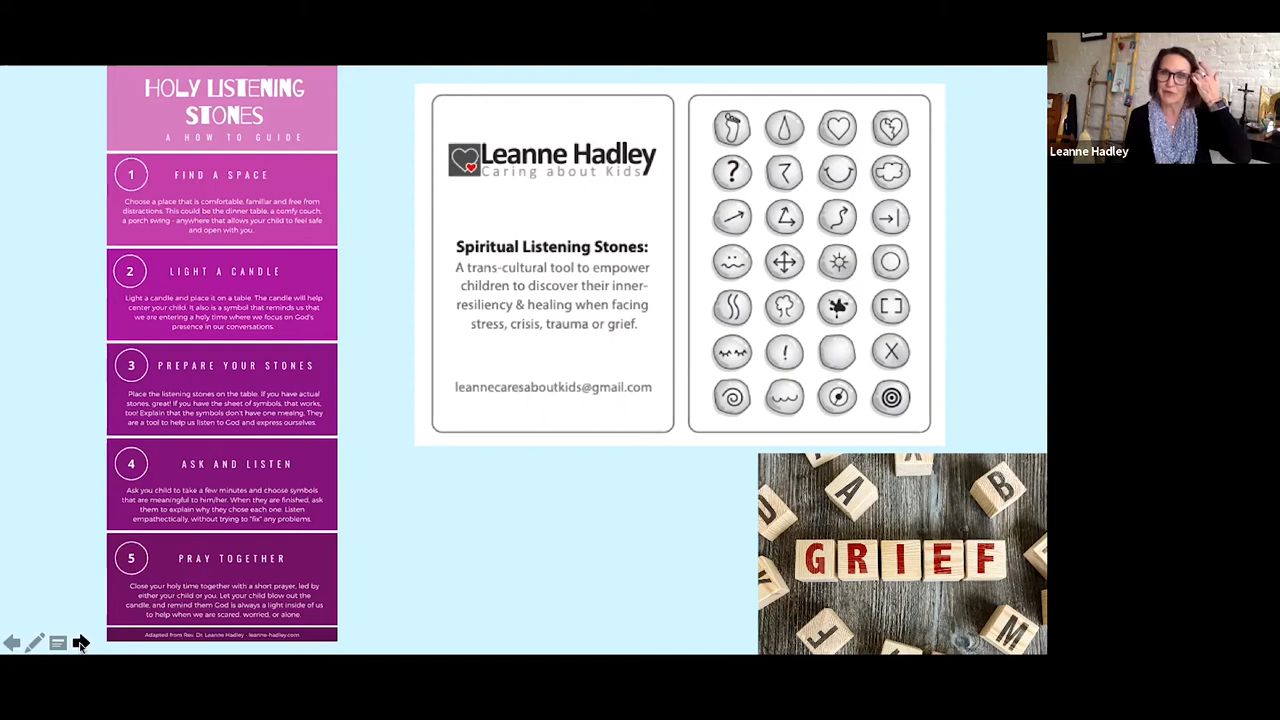 HOLY LISTENING
STONES
A HOW TO GUIDE
1
FIND A SPACE
Choose a place that is comfortable, familiar and free from
distractions. This could be the dinner table, a comfy couch,
a porch swing - anywhere that allows your child to feel safe
and open with you.
2
LIGHT A CANDLE
Light a candle and place it on a table. The candle will help
center your child. It also is a symbol that reminds us that
we are entering a holy time where we focus on God's
presence in our conversations.
3
PREPARE YOUR STONES
Place the listening stones on the table. If you have actual
stones, great! If you have the sheet of symbols, that works,
too! Explain that the symbols don't have one meaing, They
are a tool to help us listen to God and express ourselves.
4
ASK AND LISTEN
Ask you child to take a few minutes and choose symbols
that are meaningful to him/her. When they are finished, ask
them to explain why they chose each one. Listen
empathectically, without trying to "fix" any problems.
5
PRAY TOGETHER
Close your holy time together with a short prayer, led by
either your child or you. Let your child blow out the
candle, and remind them God is always a light inside of us
to help when we are scared, worried, or alone.
Adapted from Rev. Dr. Leanne Hadley - leanne-hadley.com
Leanne Hadley
Caring about Kids
Spiritual Listening Stones:
A trans-cultural tool to empower
children to discover their inner-
resiliency & healing when facing
stress, crisis, trauma or grief.
leannecaresaboutkids@gmail.com
?
!
X
A
B
GRIEF
F
M
Leanne Hadley